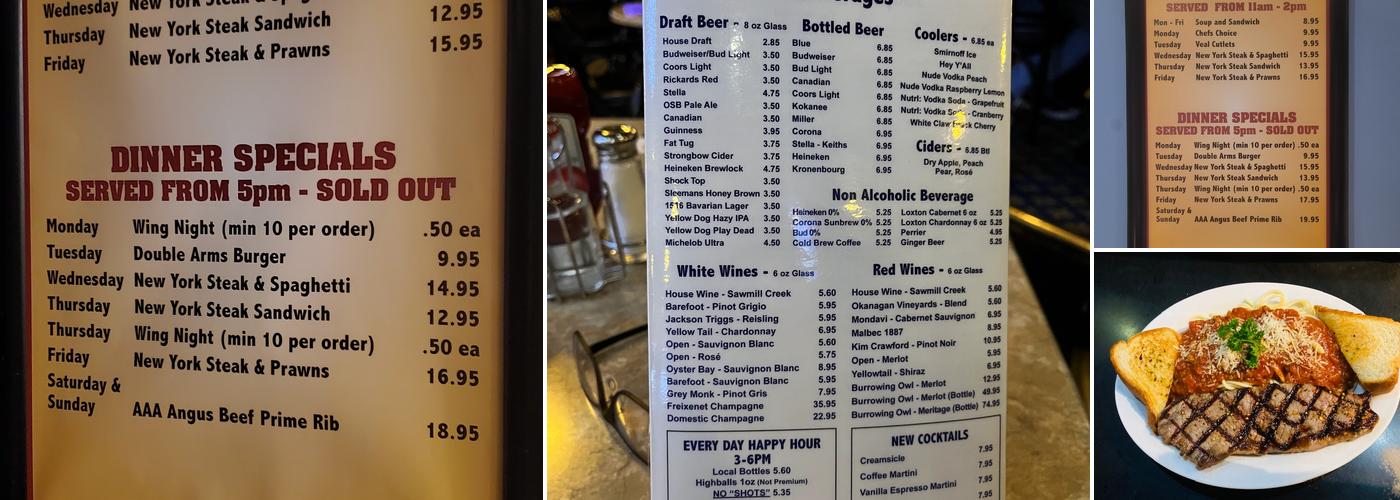 Wednesday New York Steak & Spaghetti
Thursday New York Steak Sandwich 12.95
Friday New York Steak & Prawns 15.95
DINNER SPECIALS
SERVED FROM 5pm - SOLD OUT
Monday Wing Night (min 10 per order) .50 ea
Tuesday Double Arms Burger 9.95
Wednesday New York Steak & Spaghetti 14.95
Thursday New York Steak Sandwich 12.95
Thursday Wing Night (min 10 per order) .50 ea
Friday New York Steak & Prawns 16.95
Saturday &
Sunday AAA Angus Beef Prime Rib 18.95
Draft Beer - 8 oz Glass
House Draft 2.85
Budweiser/Bud Light 3.50
Coors Light 3.50
Rickards Red 3.50
Stella 4.75
OSB Pale Ale 3.50
Canadian 3.50
Guinness 3.95
Fat Tug 3.75
Strongbow Cider 3.75
Heineken Brewlock 4.75
Shock Top 3.50
Sleemans Honey Brown 3.50
1516 Bavarian Lager 3.50
Yellow Dog Hazy IPA 3.50
Yellow Dog Play Dead 3.50
Michelob Ultra 4.50
Bottled Beer
Blue 6.85
Budweiser 6.85
Bud Light 6.85
Canadian 6.85
Coors Light 6.85
Kokanee 6.85
Miller 6.85
Corona 6.95
Stella - Keiths 6.95
Heineken 6.95
Kronenbourg 6.95
Coolers - 6.85 ea
Smirnoff Ice
Hey Y'All
Nude Vodka Peach
Nude Vodka Raspberry Lemon
Nutrl: Vodka Soda - Grapefruit
Nutrl: Vodka Soda - Cranberry
White Claw Black Cherry
Ciders - 6.85 Btl
Dry Apple, Peach
Pear, Rosé
Non Alcoholic Beverage
Heineken 0% 5.25
Corona Sunbrew 0% 5.25
Bud 0% 5.25
Cold Brew Coffee 5.25
Loxton Cabernet 6 oz 5.25
Loxton Chardonnay 6 oz 5.25
Perrier 4.95
Ginger Beer 5.25
White Wines - 6 oz Glass
House Wine - Sawmill Creek 5.60
Barefoot - Pinot Grigio 5.95
Jackson Triggs - Reisling 5.95
Yellow Tail - Chardonnay 6.95
Open - Sauvignon Blanc 5.60
Open - Rosé 5.75
Oyster Bay - Sauvignon Blanc 8.95
Barefoot - Sauvignon Blanc 5.95
Grey Monk - Pinot Gris 7.95
Freixenet Champagne 35.95
Domestic Champagne 22.95
Red Wines - 6 oz Glass
House Wine - Sawmill Creek 5.60
Okanagan Vineyards - Blend 5.60
Mondavi - Cabernet Sauvignon 6.95
Malbec 1887 8.95
Kim Crawford - Pinot Noir 10.95
Open - Merlot 5.95
Yellowtail - Shiraz 6.95
Burrowing Owl - Merlot 12.95
Burrowing Owl - Merlot (Bottle) 49.95
Burrowing Owl - Meritage (Bottle) 74.95
EVERY DAY HAPPY HOUR
3-6PM
Local Bottles 5.60
Highballs 1oz (Not Premium)
NO "SHOTS" 5.35
NEW COCKTAILS
Creamsicle 7.95
Coffee Martini 7.95
Vanilla Espresso Martini 7.95
7.95
SERVED FROM 11am - 2pm
Mon - Fri Soup and Sandwich 8.95
Monday Chefs Choice 9.95
Tuesday Veal Cutlets 9.95
Wednesday New York Steak & Spaghetti 15.95
Thursday New York Steak Sandwich 13.95
Friday New York Steak & Prawns 16.95
DINNER SPECIALS
SERVED FROM 5pm - SOLD OUT
Monday Wing Night (min 10 per order) .50 ea
Tuesday Double Arms Burger 9.95
Wednesday New York Steak & Spaghetti 15.95
Thursday New York Steak Sandwich 13.95
Thursday Wing Night (min 10 per order) .50 ea
Friday New York Steak & Prawns 17.95
Saturday &
Sunday AAA Angus Beef Prime Rib 19.95